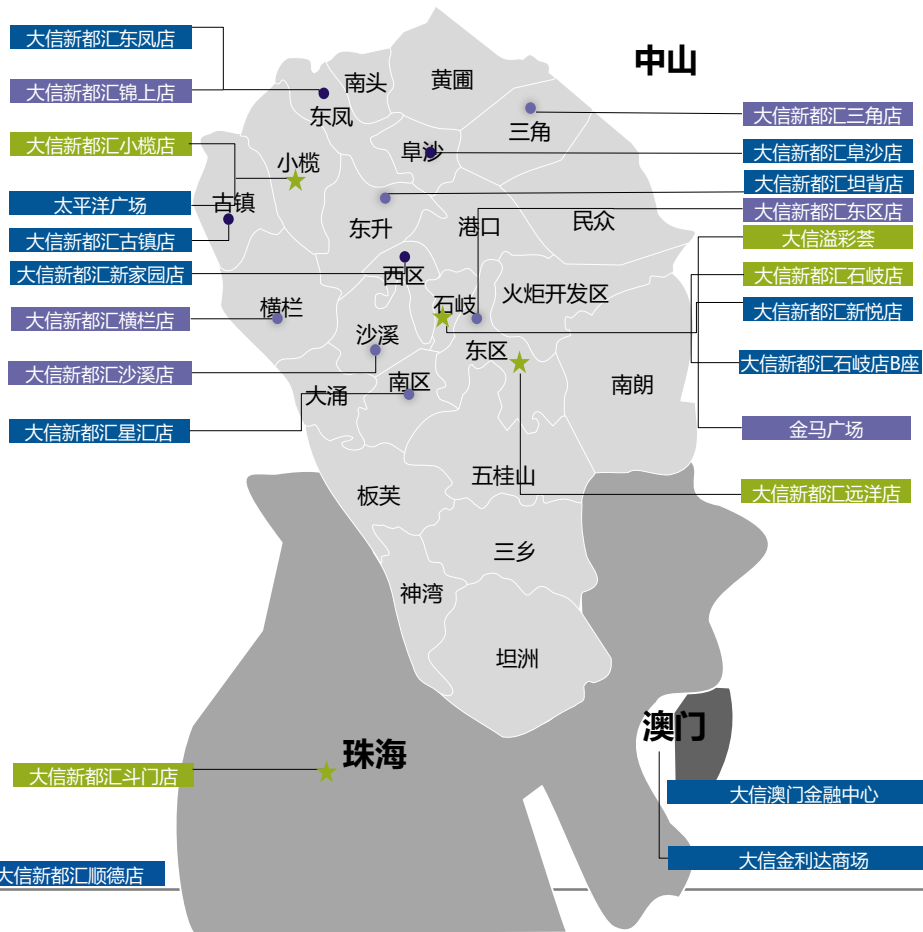 中山
大信新都汇东凤店
大信新都汇锦上店
大信新都汇小榄店
太平洋广场
大信新都汇古镇店
大信新都汇新家园店
大信新都汇横栏店
大信新都汇沙溪店
大信新都汇星汇店
南头
黄圃
东凤
三角
阜沙
小榄
古镇
东升
港口
民众
西区
石岐
火炬开发区
横栏
沙溪
东区
南区
大涌
南朗
五桂山
板芙
三乡
神湾
坦洲
大信新都汇三角店
大信新都汇阜沙店
大信新都汇坦背店
大信新都汇东区店
大信溢彩荟
大信新都汇石岐店
大信新都汇新悦店
大信新都汇石岐店B座
金马广场
大信新都汇远洋店
珠海
澳门
大信新都汇斗门店
大信澳门金融中心
大信金利达商场
大信新都汇顺德店